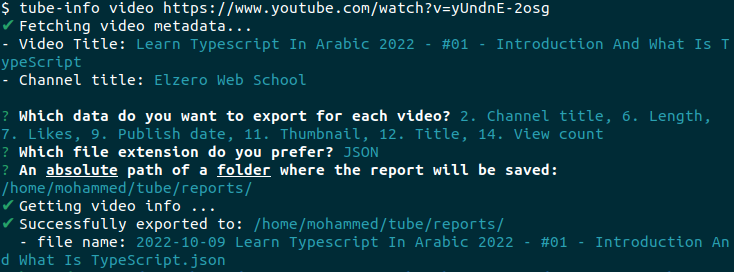 $ tube-info video https://www.youtube.com/watch?v=yUndnE-2osg
✔ Fetching video metadata...
- Video Title: Learn Typescript In Arabic 2022 - #01 - Introduction And What Is T
ypeScript
- Channel title: Elzero Web School
? Which data do you want to export for each video? 2. Channel title, 6. Length,
7. Likes, 9. Publish date, 11. Thumbnail, 12. Title, 14. View count
? Which file extension do you prefer? JSON
? An absolute path of a folder where the report will be saved:
/home/mohammed/tube/reports/
✔ Getting video info ...
✔ Successfully exported to: /home/mohammed/tube/reports/
- file name: 2022-10-09 Learn Typescript In Arabic 2022 - #01 - Introduction An
d What Is TypeScript.json